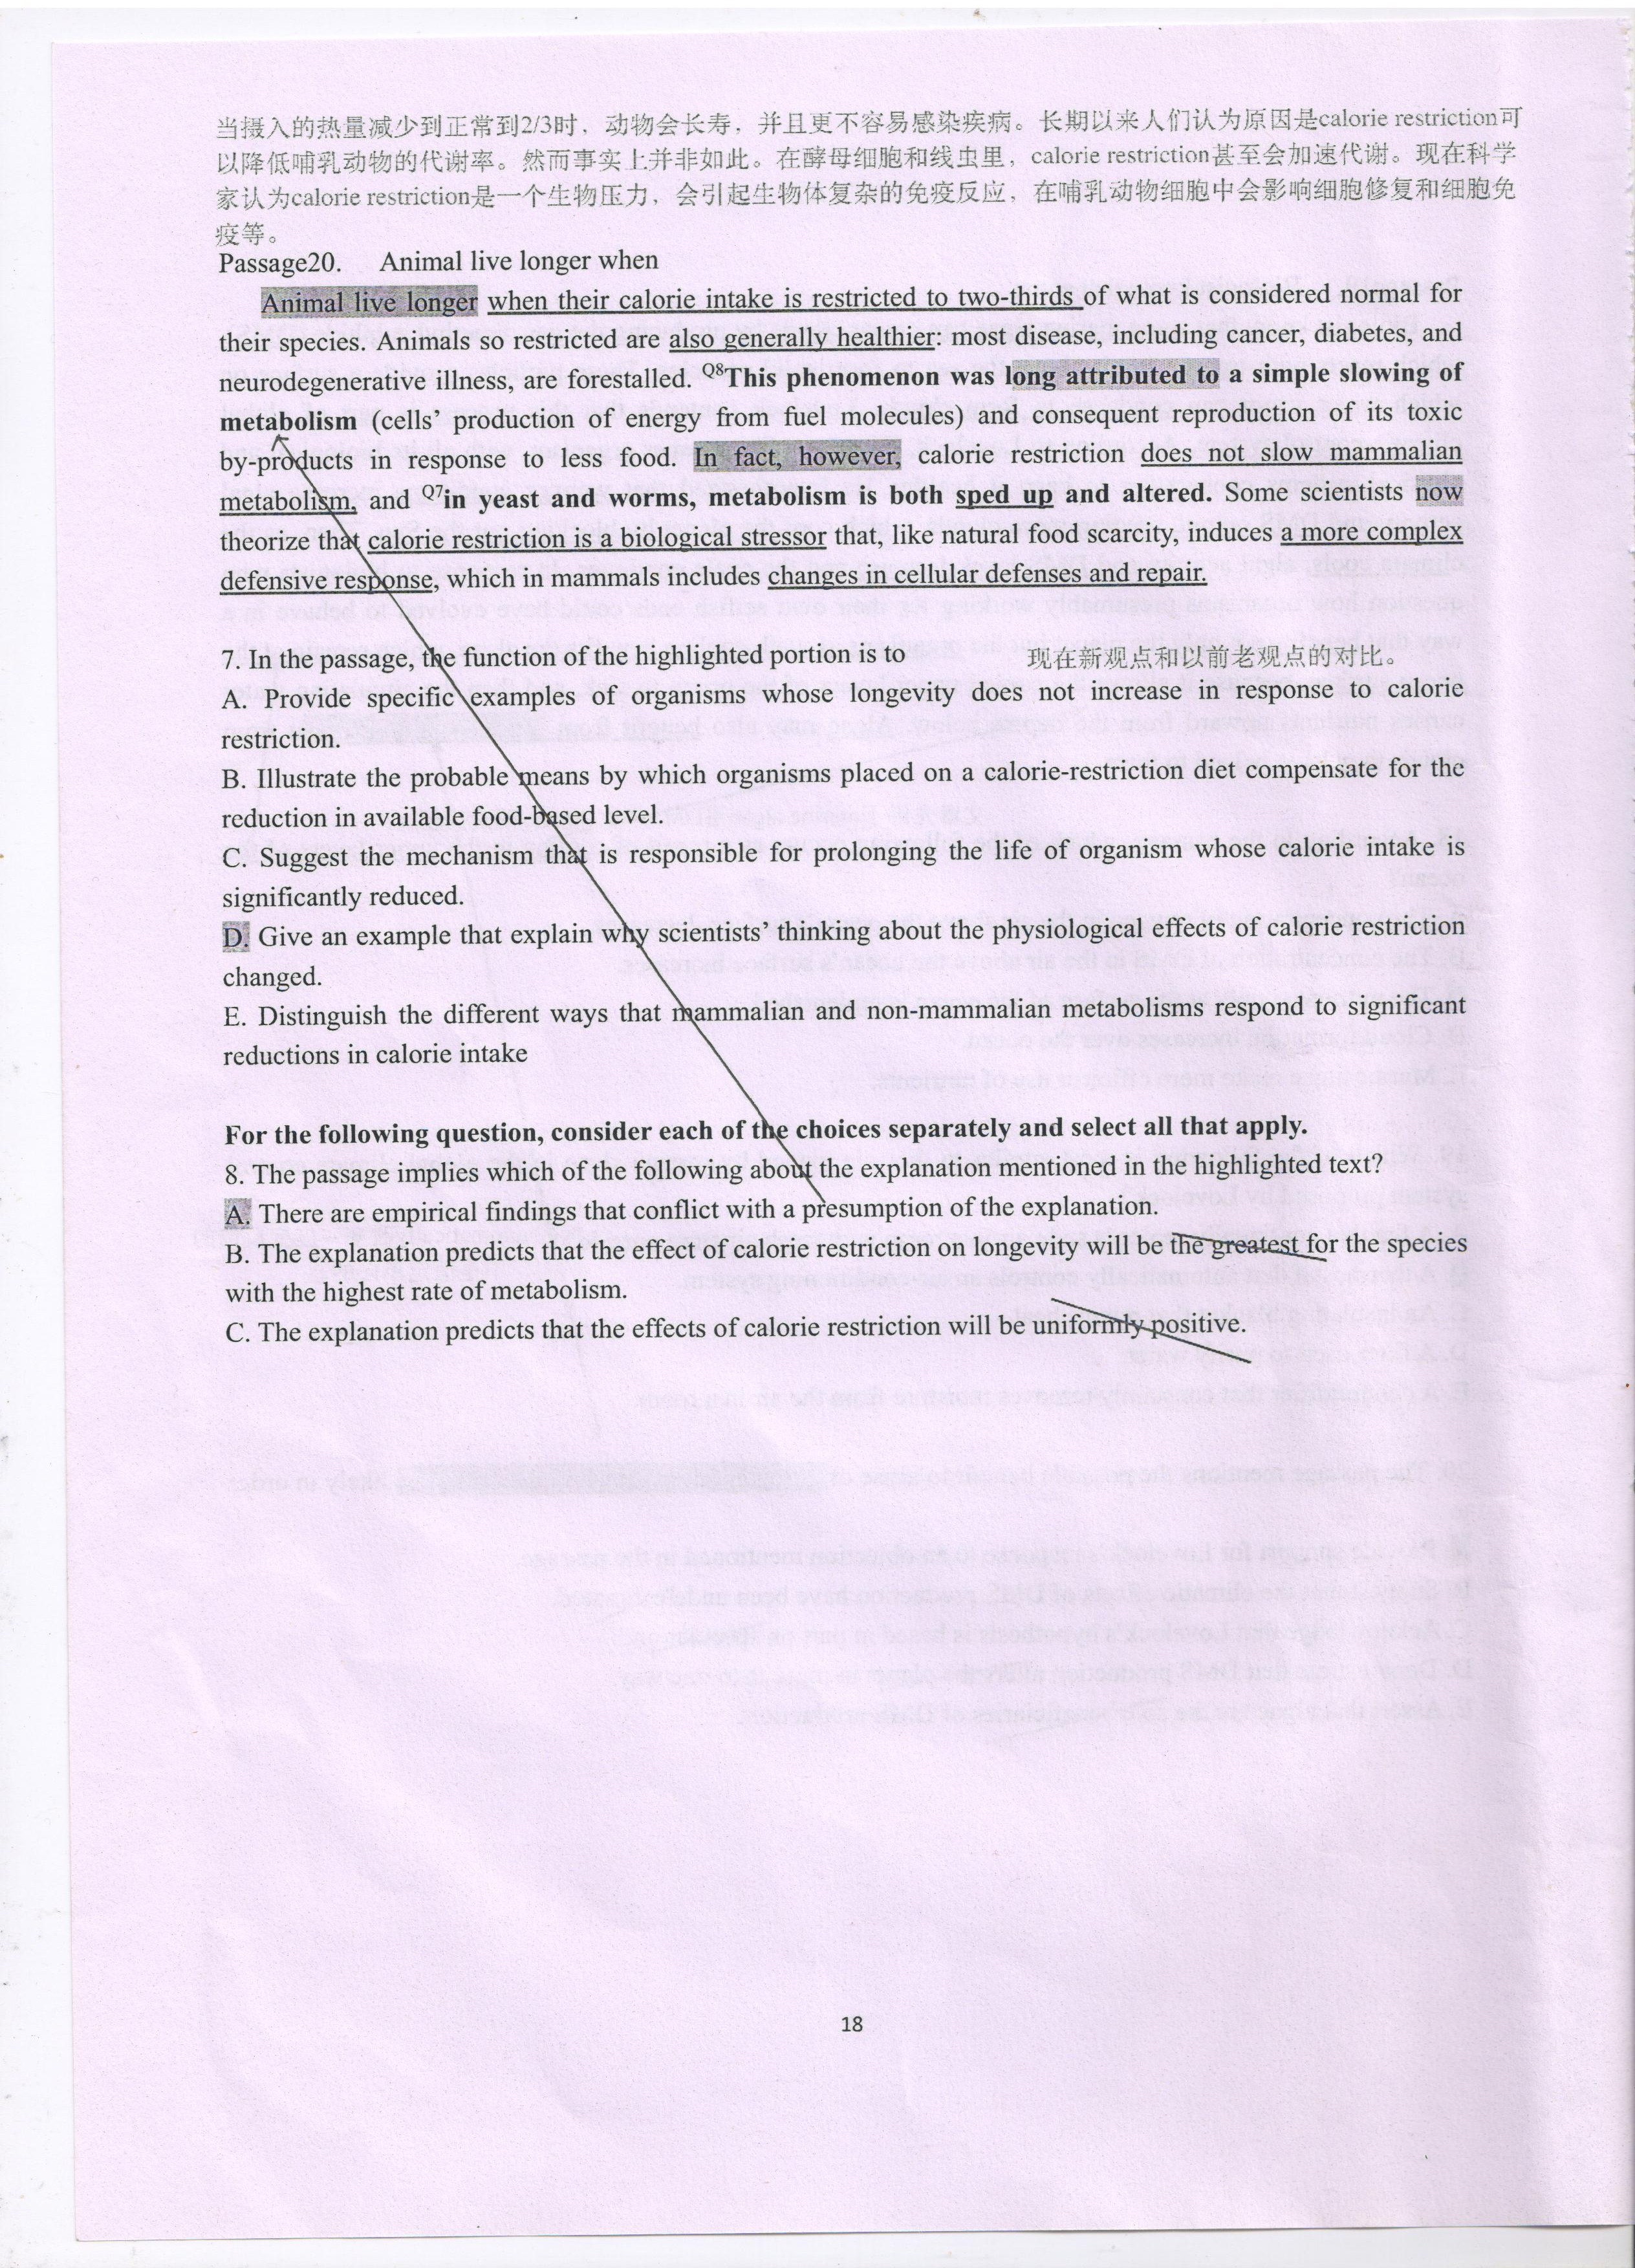 当摄入的热量减少到正常到2/3时，动物会长寿，并且更不容易感染疾病。长期以来人们认为原因是calorie restriction可
以降低哺乳动物的代谢率。然而事实上并非如此。在酵母细胞和线虫里，calorie restriction甚至会加速代谢。现在科学
家认为calorie restriction是一个生物压力，会引起生物体复杂的免疫反应，在哺乳动物细胞中会影响细胞修复和细胞免
疫等。
Passage20. Animal live longer when
Animal live longer when their calorie intake is restricted to two-thirds of what is considered normal for
their species. Animals so restricted are also generally healthier: most disease, including cancer, diabetes, and
neurodegenerative illness, are forestalled. Q8This phenomenon was long attributed to a simple slowing of
metabolism (cells' production of energy from fuel molecules) and consequent reproduction of its toxic
by-products in response to less food. In fact, however, calorie restriction does not slow mammalian
metabolism, and Q7in yeast and worms, metabolism is both sped up and altered. Some scientists now
theorize that calorie restriction is a biological stressor that, like natural food scarcity, induces a more complex
defensive response, which in mammals includes changes in cellular defenses and repair.
7. In the passage, the function of the highlighted portion is to 现在新观点和以前老观点的对比。
A. Provide specific examples of organisms whose longevity does not increase in response to calorie
restriction.
B. Illustrate the probable means by which organisms placed on a calorie-restriction diet compensate for the
reduction in available food-based level.
C. Suggest the mechanism that is responsible for prolonging the life of organism whose calorie intake is
significantly reduced.
D. Give an example that explain why scientists' thinking about the physiological effects of calorie restriction
changed.
E. Distinguish the different ways that mammalian and non-mammalian metabolisms respond to significant
reductions in calorie intake
For the following question, consider each of the choices separately and select all that apply.
8. The passage implies which of the following about the explanation mentioned in the highlighted text?
A. There are empirical findings that conflict with a presumption of the explanation.
B. The explanation predicts that the effect of calorie restriction on longevity will be the greatest for the species
with the highest rate of metabolism.
C. The explanation predicts that the effects of calorie restriction will be uniformly positive.
18